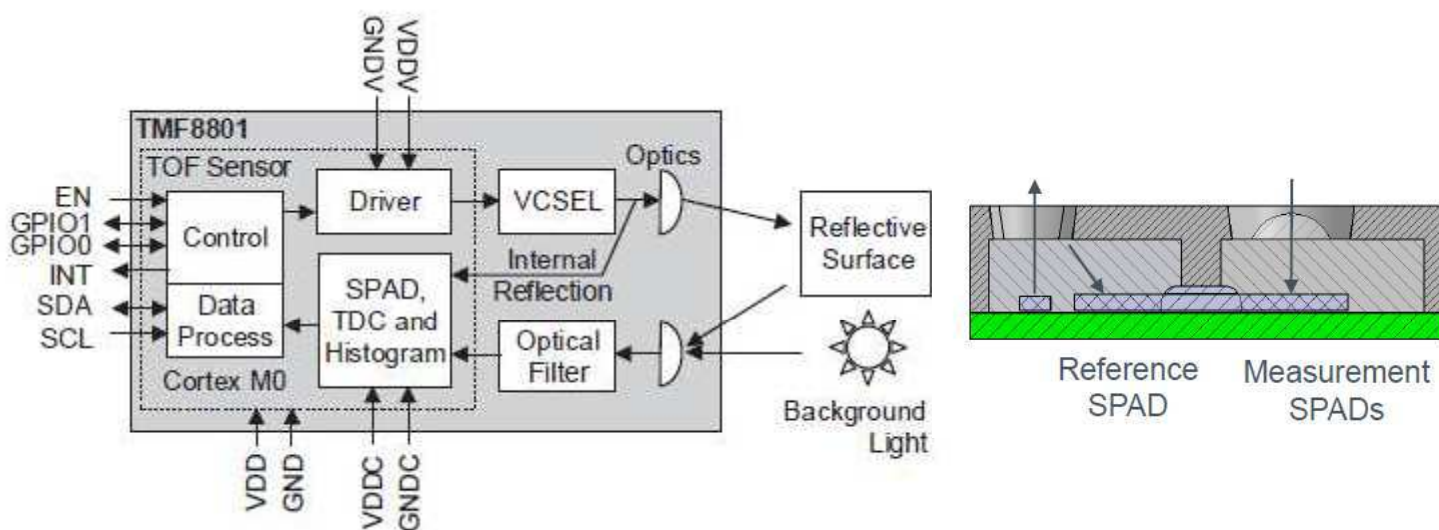 GNDV
VDDV
TMF8801
TOF Sensor
Optics
EN
GPIO1
GPIO0
INT
SDA
SCL
Control
Driver
VCSEL
Reflective
Surface
Internal
Reflection
Data
Process
SPAD,
TDC and
Histogram
Optical
Filter
Cortex M0
Background
Light
VDD
GND
VDDC
GNDC
Reference
SPAD
Measurement
SPADs